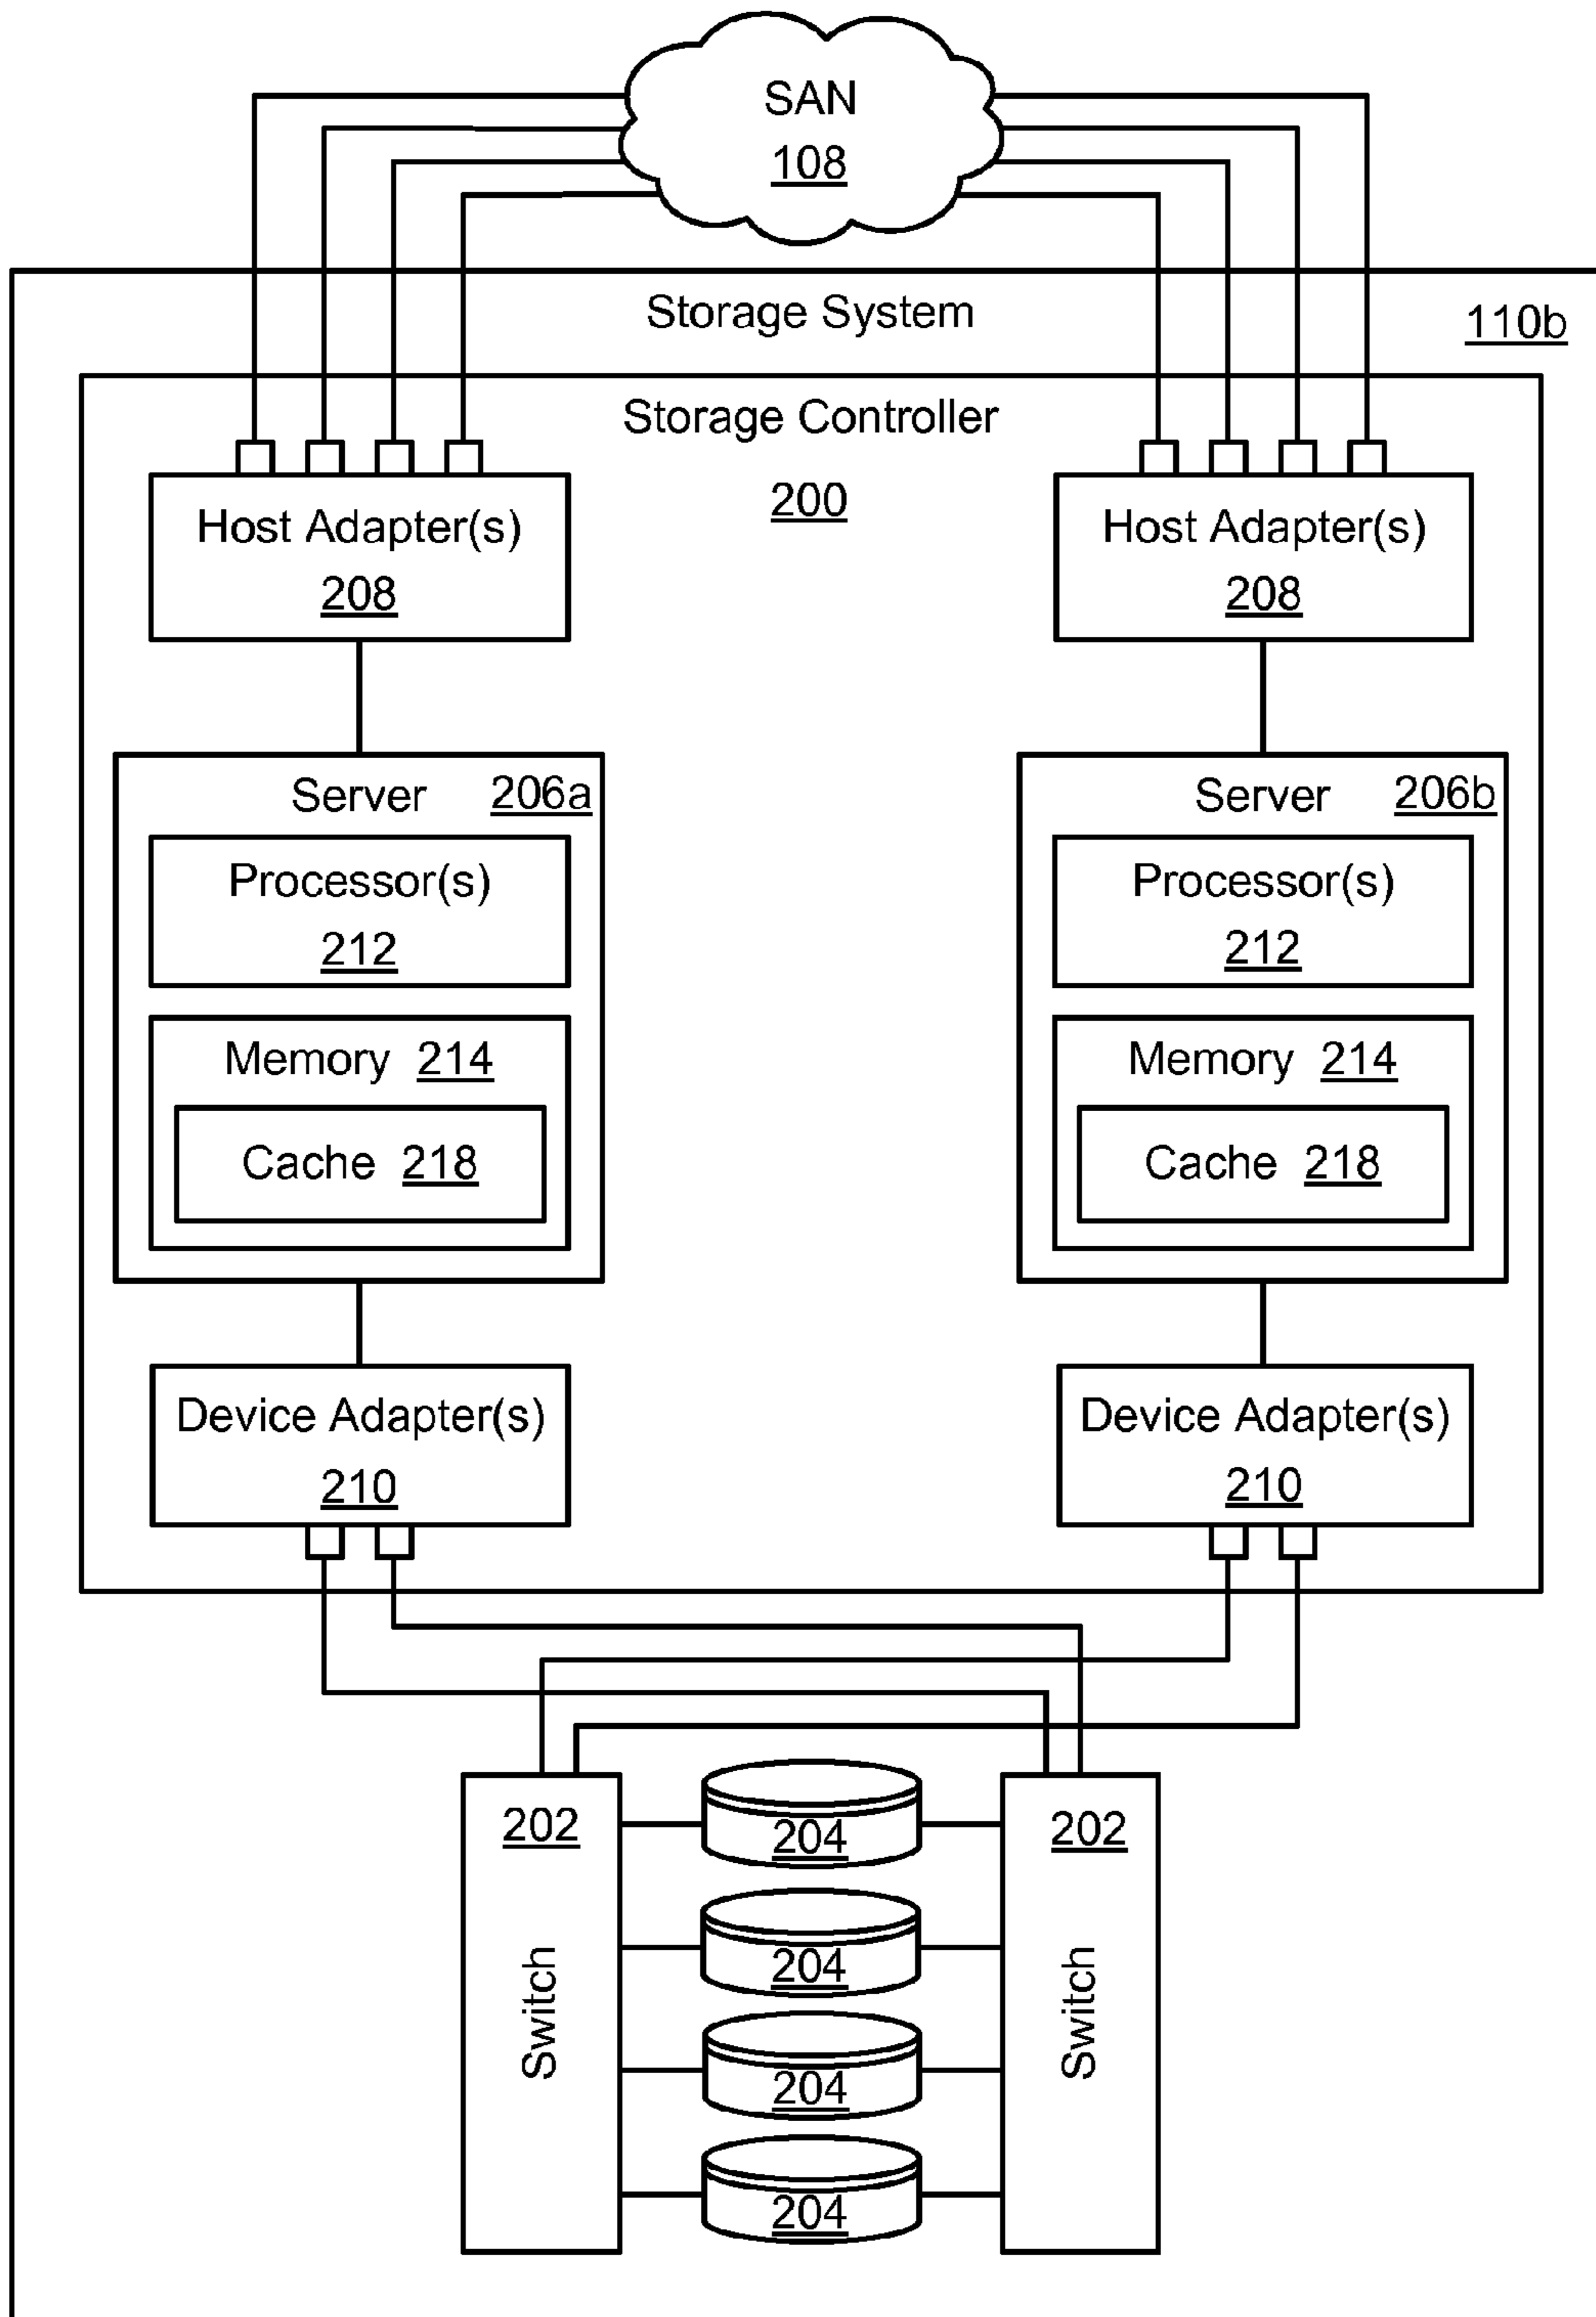 SAN
108
Storage System
110b
Storage Controller
200
Host Adapter(s)
208
Host Adapter(s)
208
Server 206a
Processor(s)
212
Memory 214
Cache 218
Server 206b
Processor(s)
212
Memory 214
Cache 218
Device Adapter(s)
210
Device Adapter(s)
210
202
Switch
204
204
204
204
202
Switch